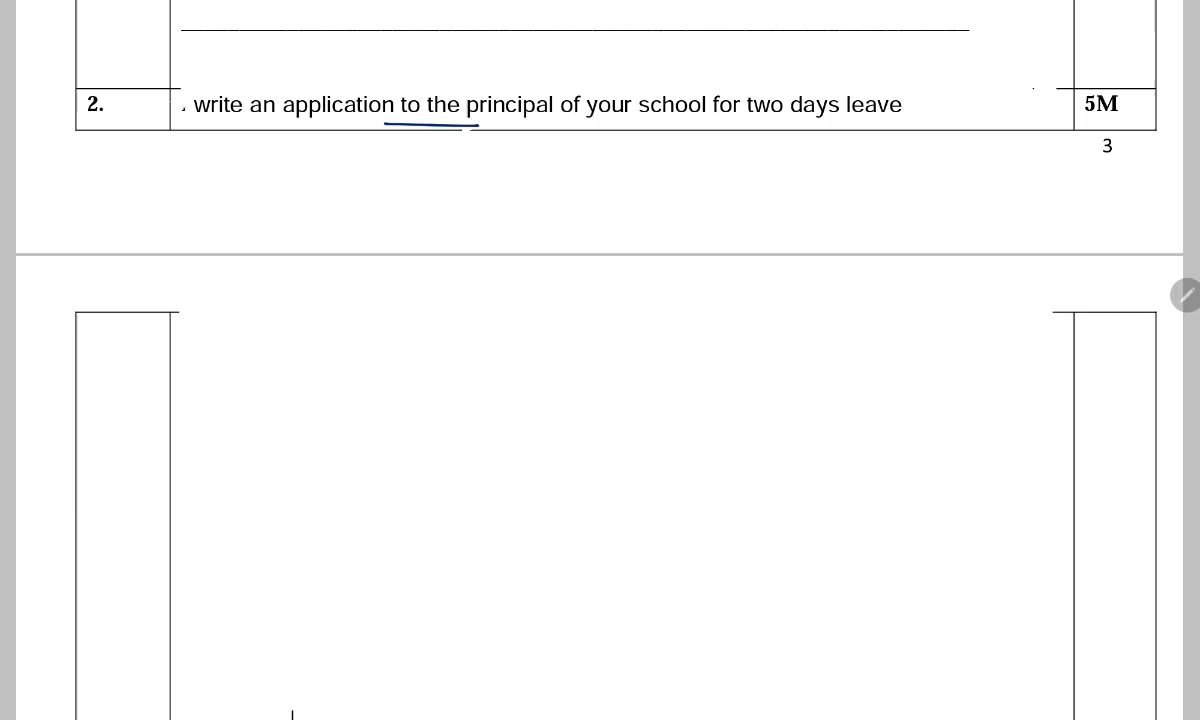 2.
write an application to the principal of your school for two days leave
5M
3